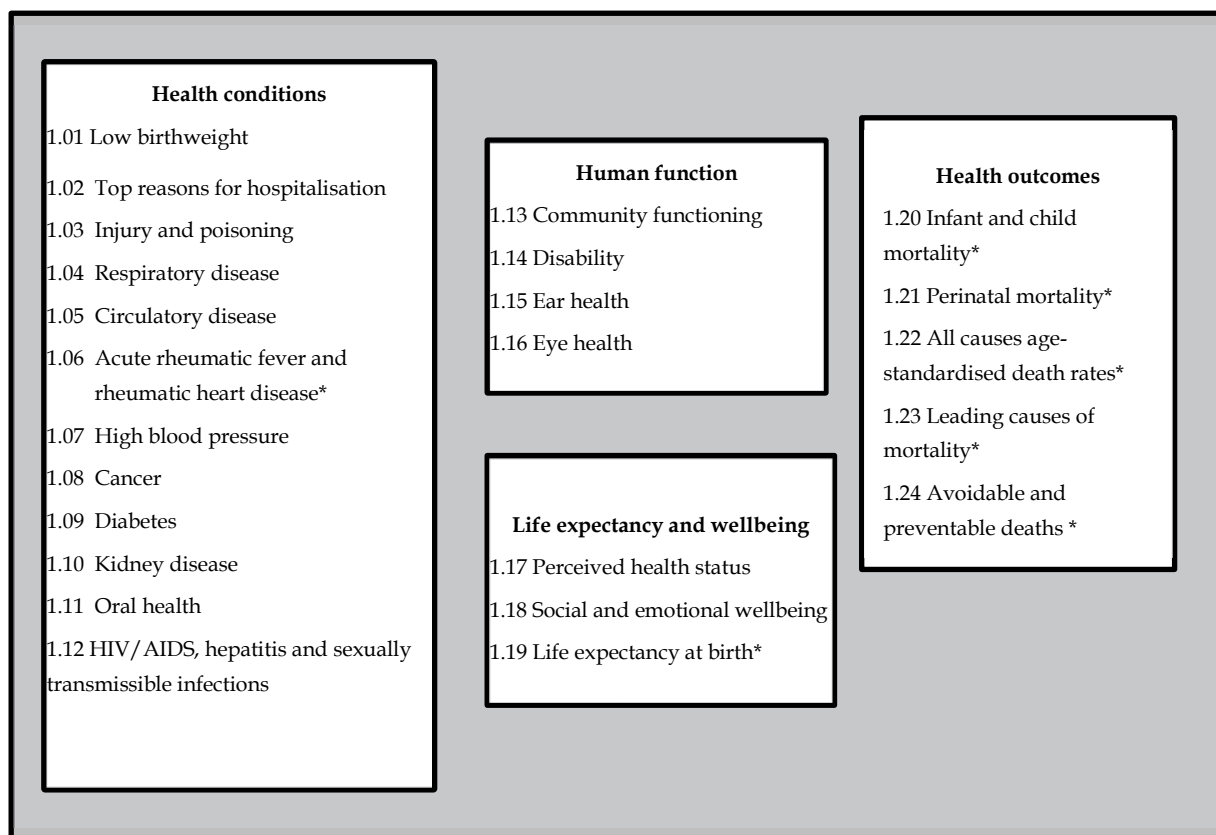 Health conditions
1.01 Low birthweight
1.02 Top reasons for hospitalisation
1.03 Injury and poisoning
1.04 Respiratory disease
1.05 Circulatory disease
1.06 Acute rheumatic fever and
rheumatic heart disease*
1.07 High blood pressure
1.08 Cancer
1.09 Diabetes
1.10 Kidney disease
1.11 Oral health
1.12 HIV/AIDS, hepatitis and sexually
transmissible infections
Human function
1.13 Community functioning
1.14 Disability
1.15 Ear health
1.16 Eye health
Life expectancy and wellbeing
1.17 Perceived health status
1.18 Social and emotional wellbeing
1.19 Life expectancy at birth*
Health outcomes
1.20 Infant and child
mortality*
1.21 Perinatal mortality*
1.22 All causes age-
standardised death rates*
1.23 Leading causes of
mortality*
1.24 Avoidable and
preventable deaths *